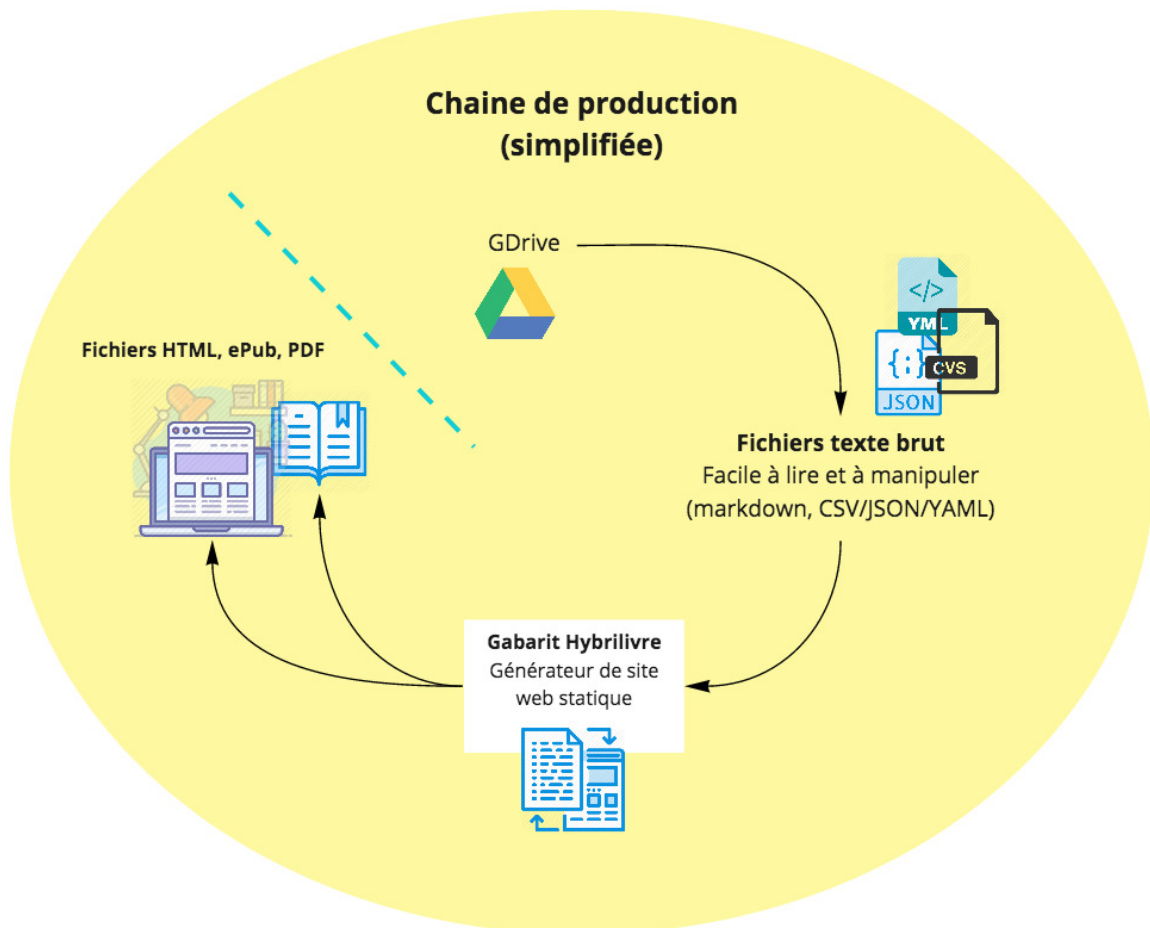 Chaine de production
(simplifiée)
GDrive
</>
YML
CVS
{;}
JSON
Fichiers HTML, ePub, PDF
Fichiers texte brut
Facile à lire et à manipuler
(markdown, CSV/JSON/YAML)
Gabarit Hybrilivre
Générateur de site
web statique